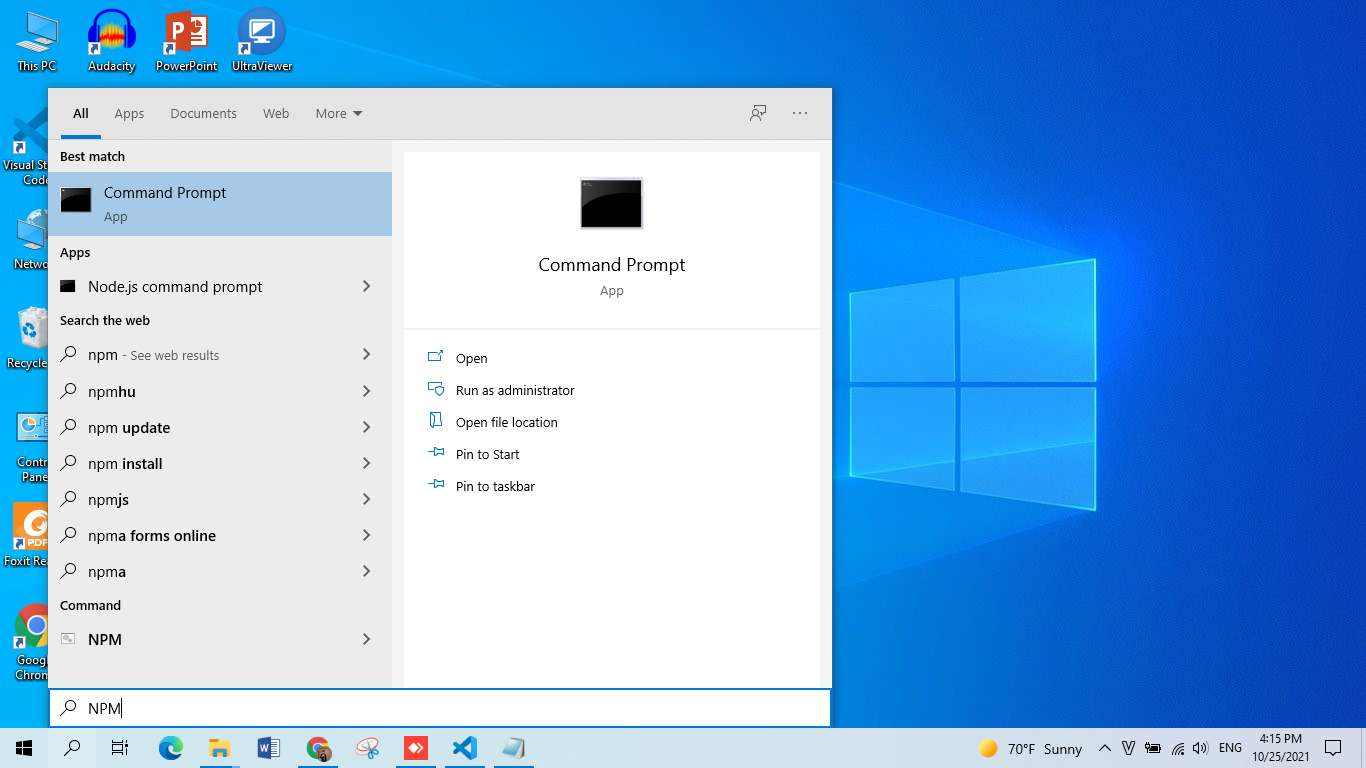 This PC
Audacity
PowerPoint
UltraViewer
Visual St
Code
Netwo
Recycle
Contr
Pane
Foxit Rea
PDF
Goog
Chron
All
Apps
Documents
Web
More
Best match
Command Prompt
App
Apps
Node.js command prompt
Search the web
npm - See web results
npmhu
npm update
npm install
npmjs
npma forms online
npma
Command
NPM
Command Prompt
App
Open
Run as administrator
Open file location
Pin to Start
Pin to taskbar
NPM
70°F Sunny
ENG
4:15 PM
10/25/2021